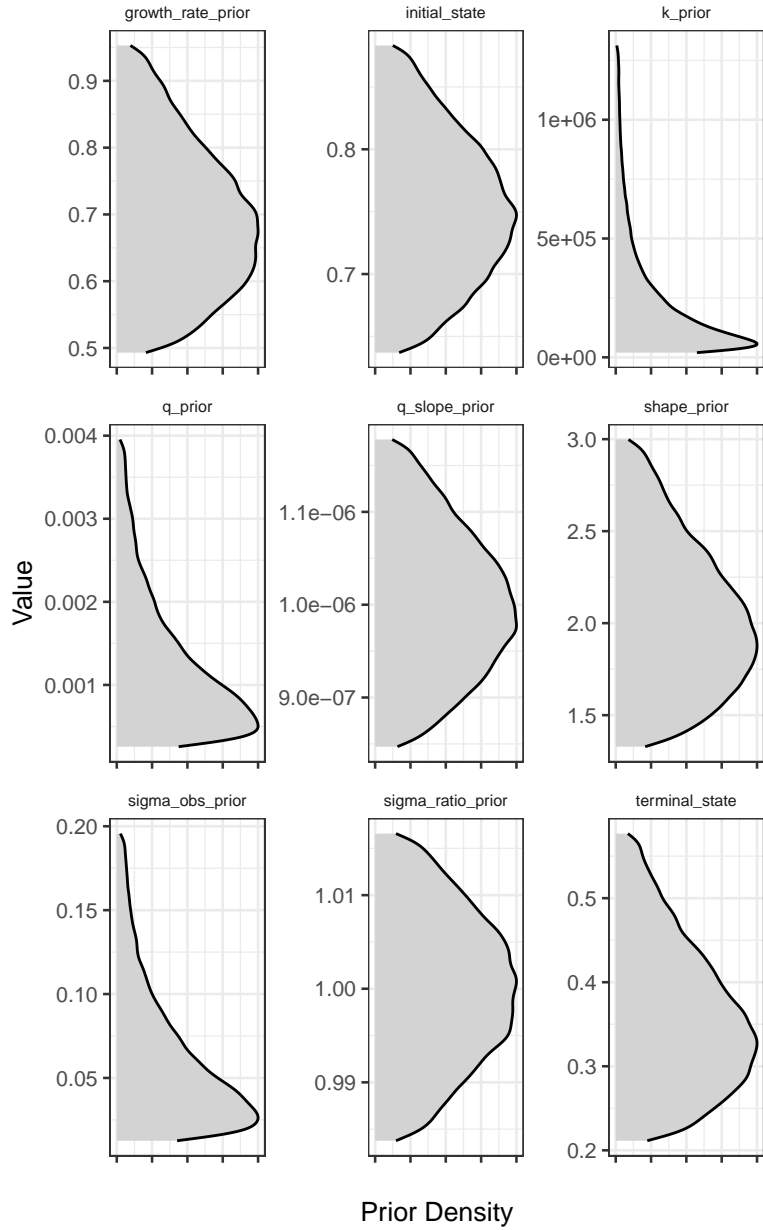 growth_rate_prior
initial_state
k_prior
0.9
0.8
0.7
0.6
0.5
0.8
0.7
1e+06
5e+05
0e+00
q_prior
q_slope_prior
shape_prior
0.004
0.003
0.002
0.001
1.1e−06
1.0e−06
9.0e−07
3.0
2.5
2.0
1.5
sigma_obs_prior
sigma_ratio_prior
terminal_state
0.20
0.15
0.10
0.05
1.01
1.00
0.99
0.5
0.4
0.3
0.2
Value
Prior Density